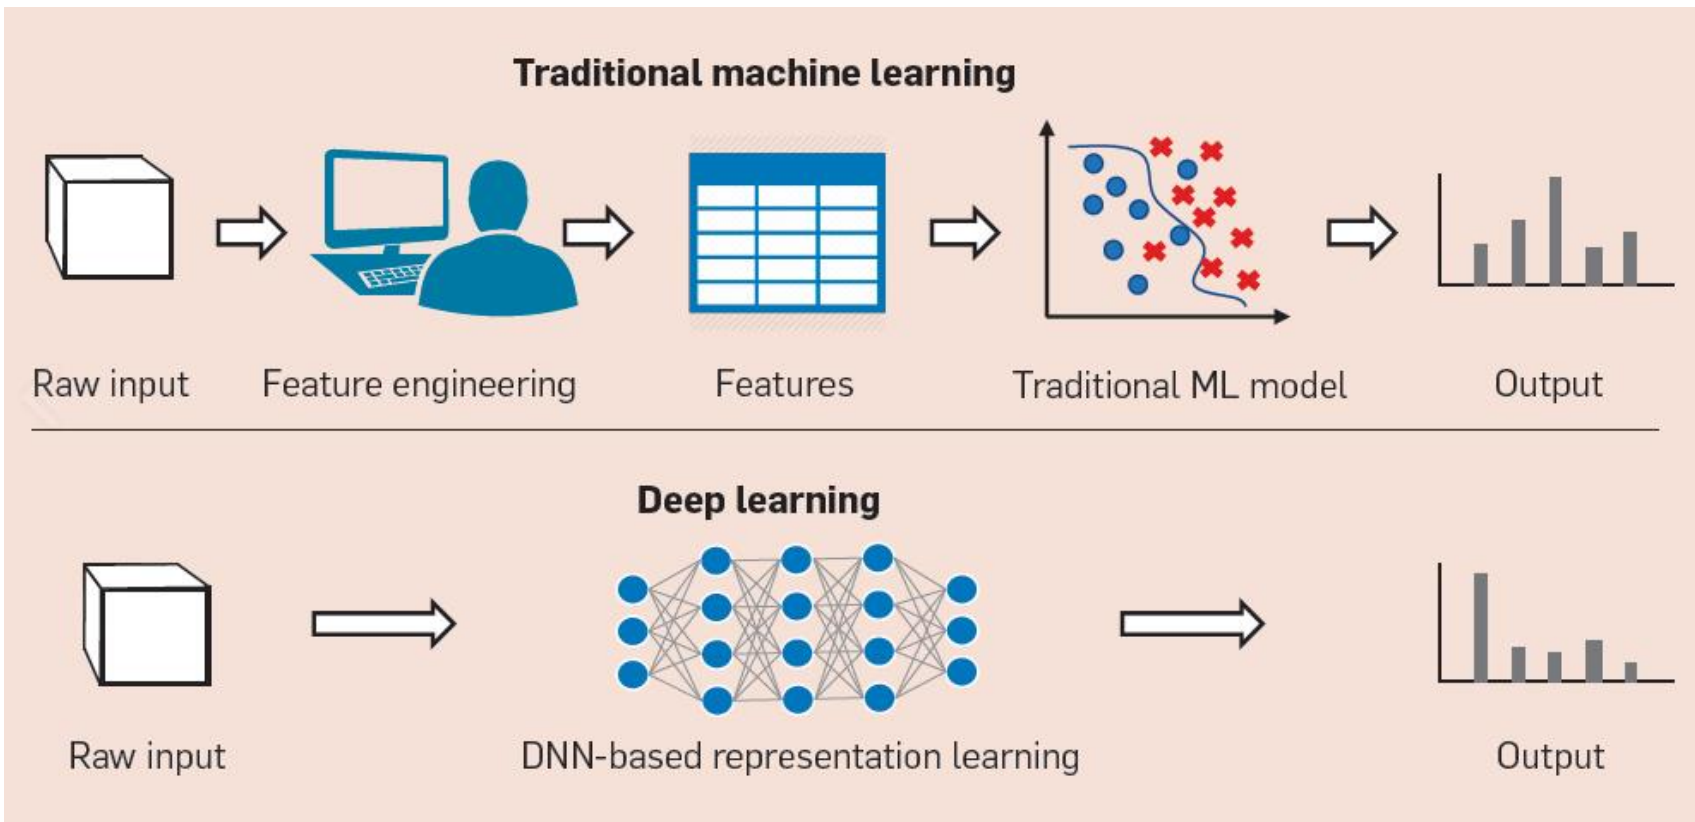 Traditional machine learning
Raw input
Feature engineering
Features
Traditional ML model
Output
Deep learning
Raw input
DNN-based representation learning
Output